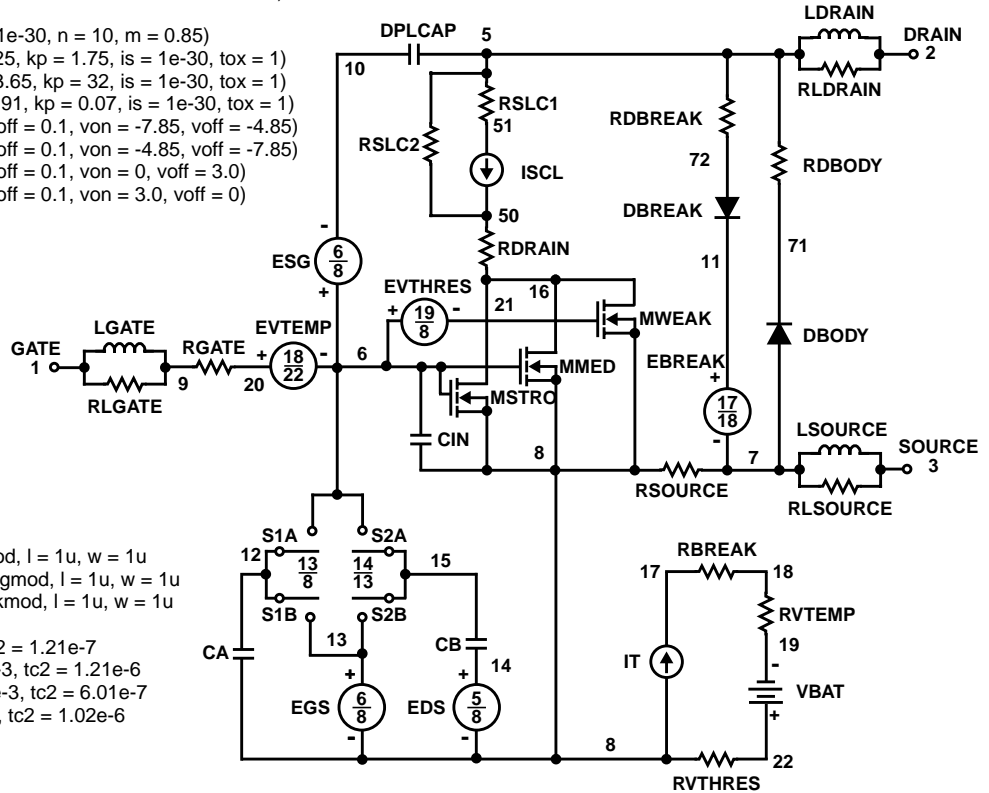 1e-30, n = 10, m = 0.85)
25, kp = 1.75, is = 1e-30, tox = 1)
3.65, kp = 32, is = 1e-30, tox = 1)
91, kp = 0.07, is = 1e-30, tox = 1)
off = 0.1, von = -7.85, voff = -4.85)
off = 0.1, von = -4.85, voff = -7.85)
off = 0.1, von = 0, voff = 3.0)
off = 0.1, von = 3.0, voff = 0)
LDRAIN
DPLCAP
5
DRAIN
2
10
RLDRAIN
RSLC1
51
RDBREAK
RSLC2
72
RDBODY
ISCL
DBREAK
50
-
RDRAIN
71
ESG
6
8
11
+
EVTHRES
16
+
19
8
-
21
MWEAK
LGATE
EVTEMP
DBODY
GATE
1
RGATE
+
18
22
-
6
EBREAK
+
MMED
9
20
MSTRO
RLGATE
17
18
-
LSOURCE
CIN
8
7
SOURCE
3
RSOURCE
RLSOURCE
S1A
S2A
12
13
8
14
13
15
RBREAK
17
18
S1B
S2B
RVTEMP
13
CB
19
CA
14
IT
-
+
+
VBAT
EGS
6
8
EDS
5
8
+
-
-
8
22
RVTHRES
od, l = 1u, w = 1u
gmod, l = 1u, w = 1u
kmod, l = 1u, w = 1u
2 = 1.21e-7
-3, tc2 = 1.21e-6
e-3, tc2 = 6.01e-7
, tc2 = 1.02e-6